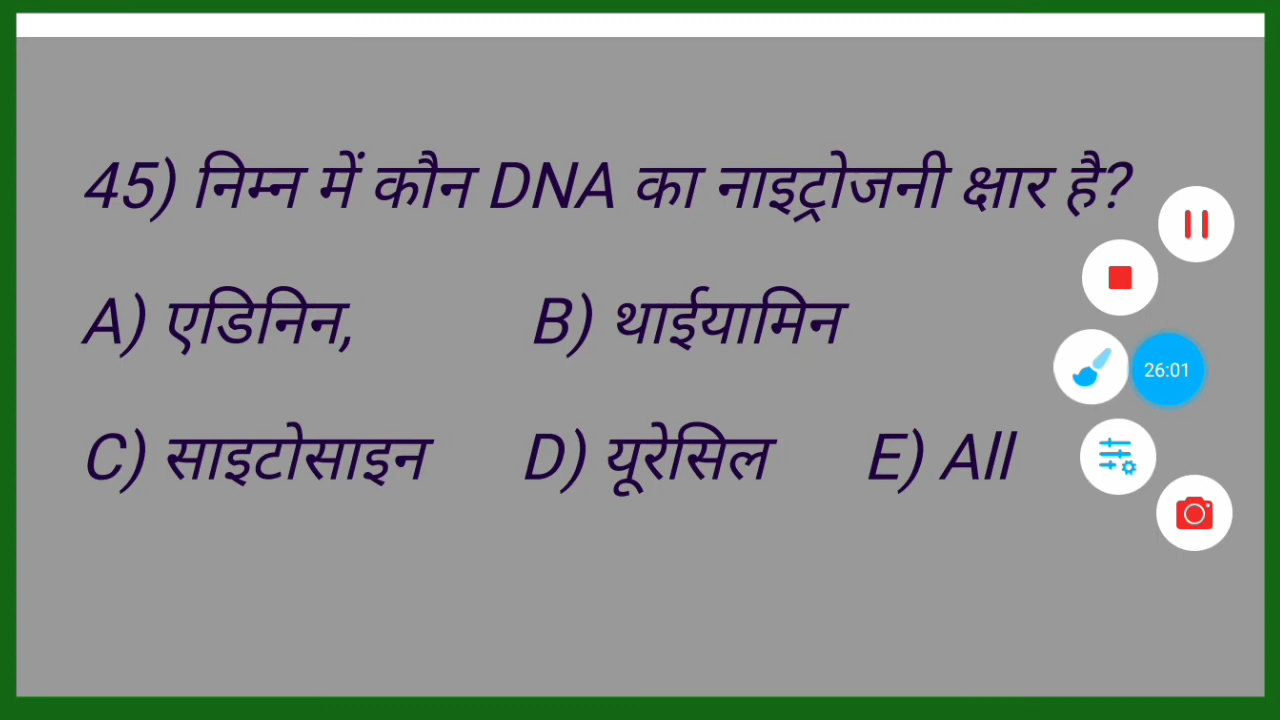 45) निम्न में कौन DNA का नाइट्रोजनी क्षार है?
A) एडिनिन, B) थाईयामिन
26:01
C) साइटोसाइन D) यूरेसिल E) All